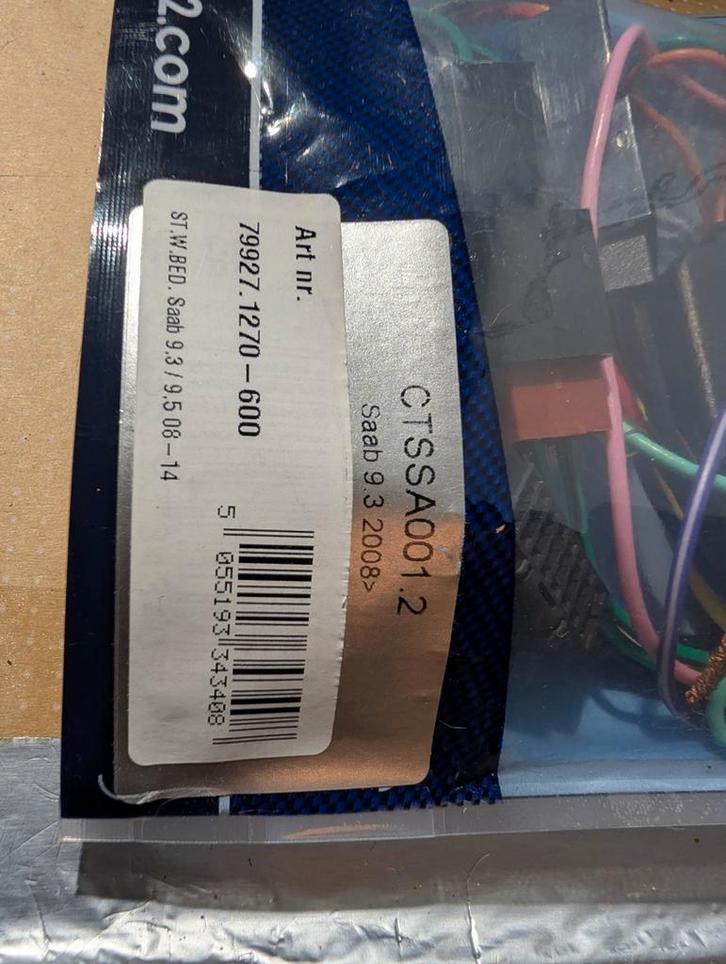 2.com
Art nr.
79927.1270-600
ST.W.BED. Saab 9.3 / 9.5 08-14
5 055193 343408
CTSSA001.2
Saab 9.3 2008>